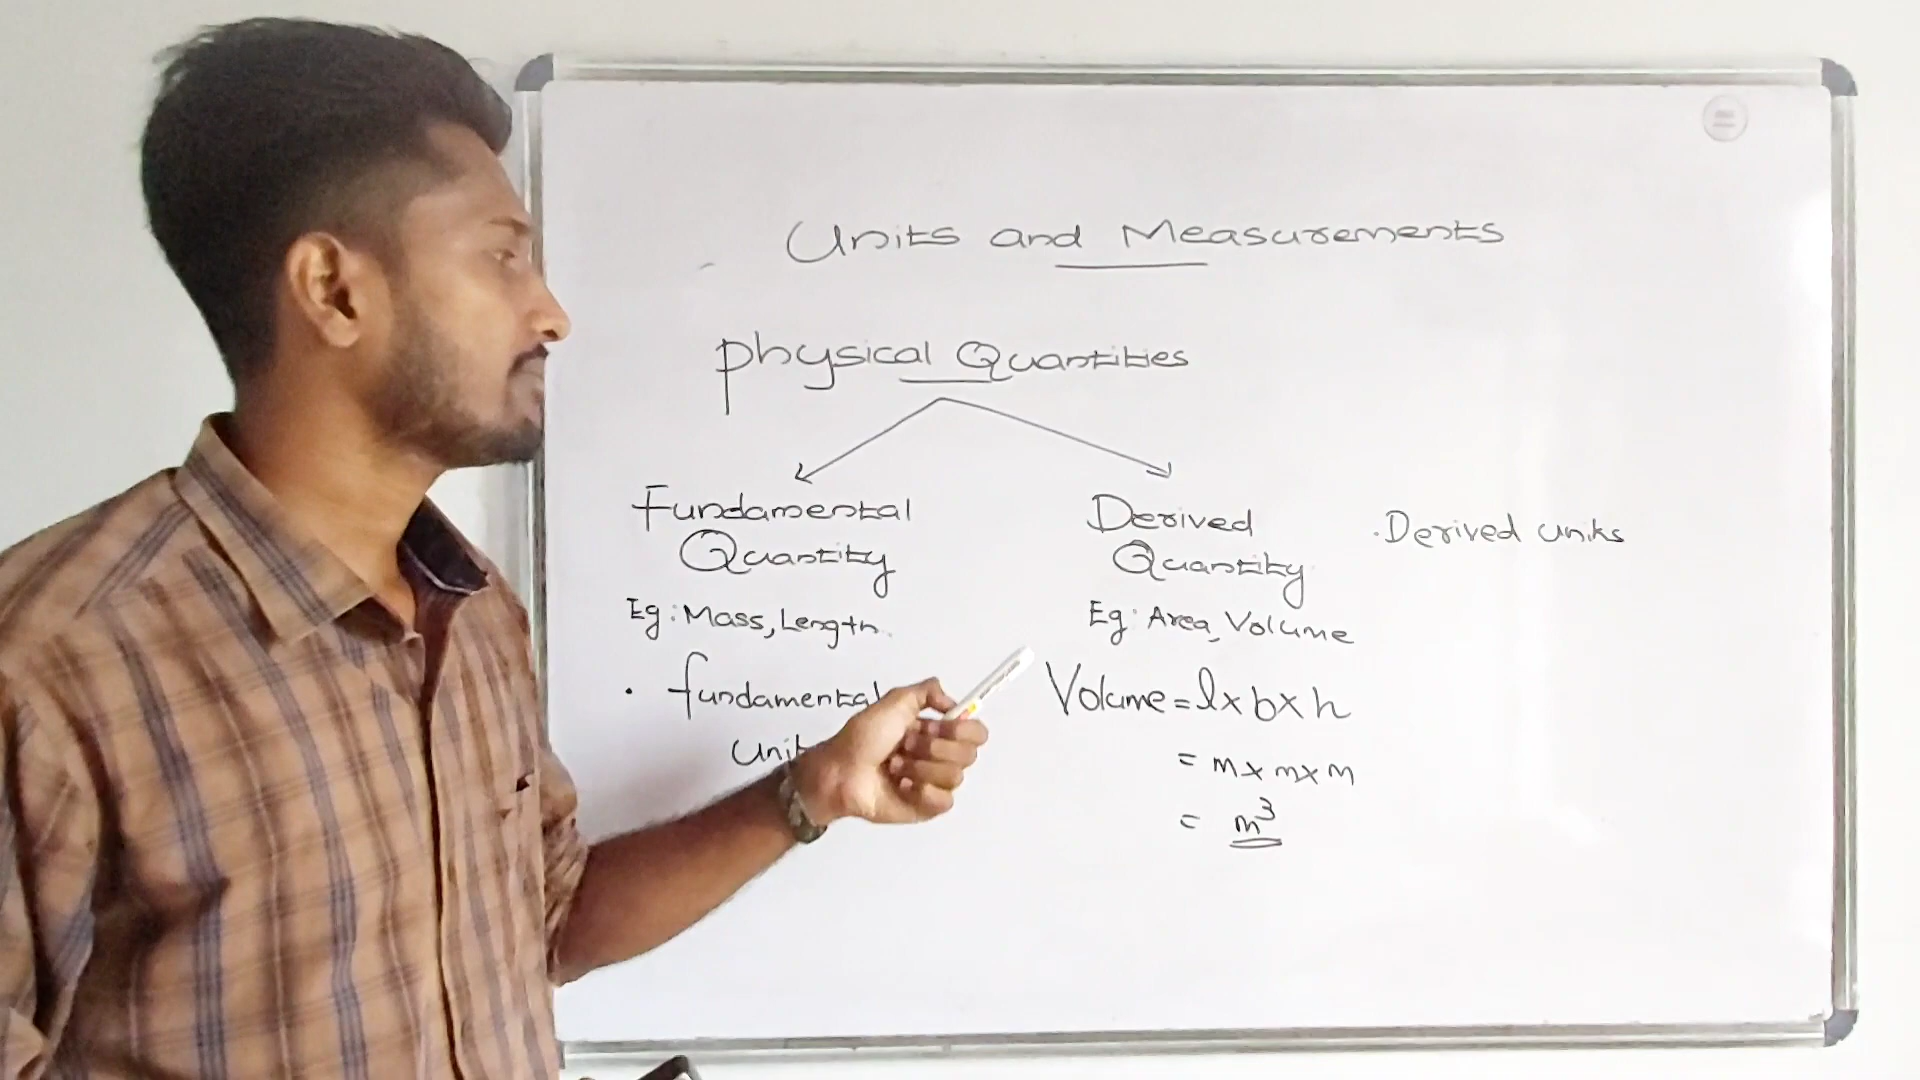 Units and Measurements
Physical Quantities
Fundamental
Quantity
Eg: Mass, Length.
· fundamental
Derived
Quantity
Eg: Area, Volume
Volume = l x b x h
= m x m x m
= m³
· Derived units